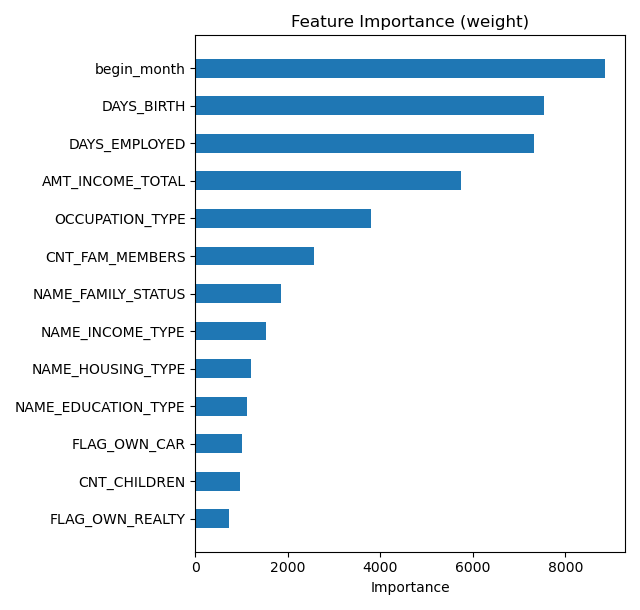 Feature Importance (weight)
begin_month
DAYS_BIRTH
DAYS_EMPLOYED
AMT_INCOME_TOTAL
OCCUPATION_TYPE
CNT_FAM_MEMBERS
NAME_FAMILY_STATUS
NAME_INCOME_TYPE
NAME_HOUSING_TYPE
NAME_EDUCATION_TYPE
FLAG_OWN_CAR
CNT_CHILDREN
FLAG_OWN_REALTY
0 2000 4000 6000 8000
Importance